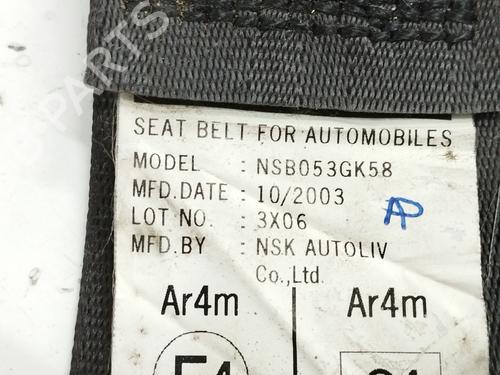 PARTS
SEAT BELT FOR AUTOMOBILES
MODEL : NSB053GK58
MFD.DATE : 10/2003
LOT NO. : 3X06
AP
MFD.BY : NSK AUTOLIV
Co.,Ltd.
Ar4m Ar4m